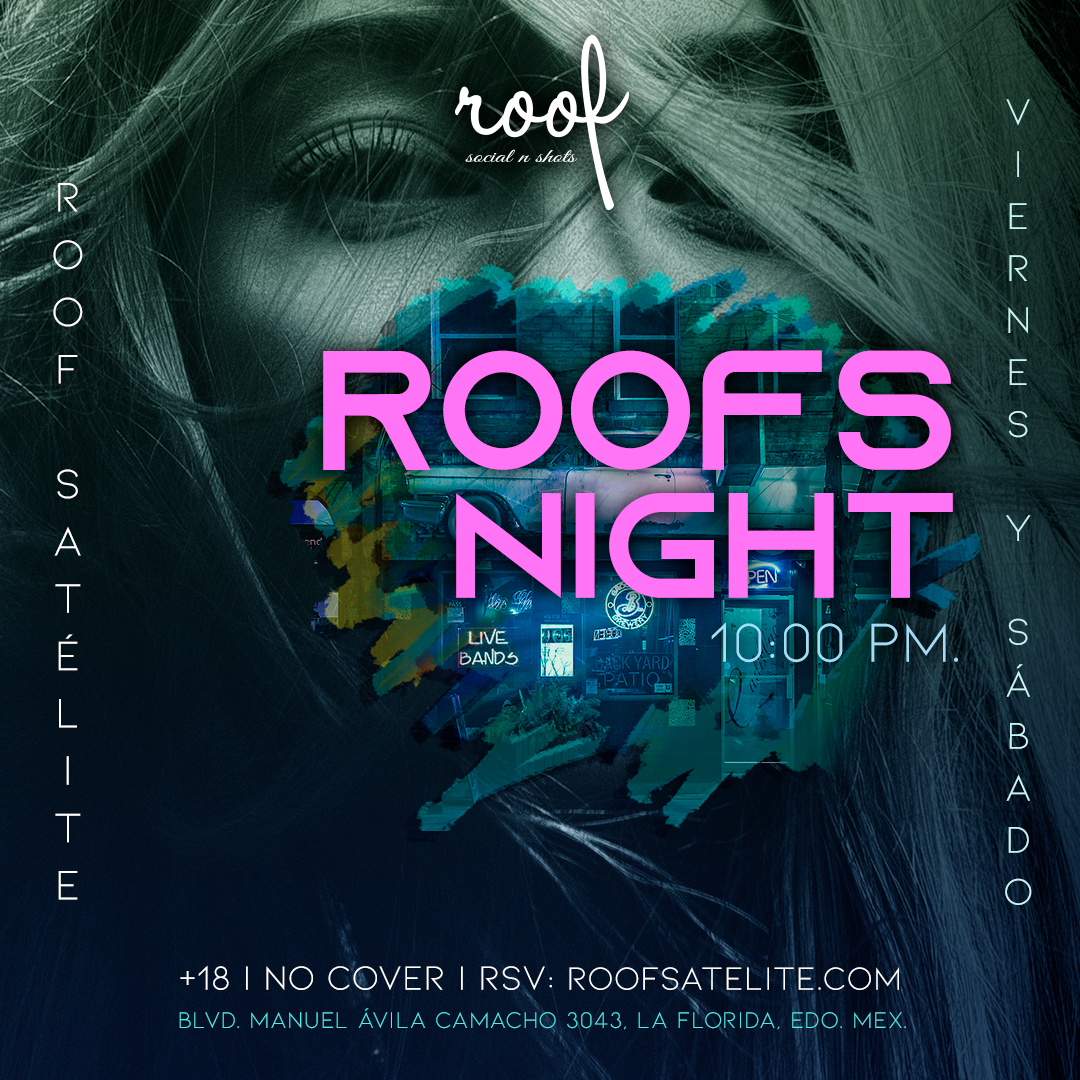 roof
social n shots
ROOF SATÉLITE
VIERNES Y SÁBADO
ROOFS
NIGHT
OPEN
LIVE
BANDS
BACKYARD
PATIO
10:00 PM.
+18 | NO COVER | RSV: ROOFSATELITE.COM
BLVD. MANUEL ÁVILA CAMACHO 3043, LA FLORIDA, EDO. MEX.